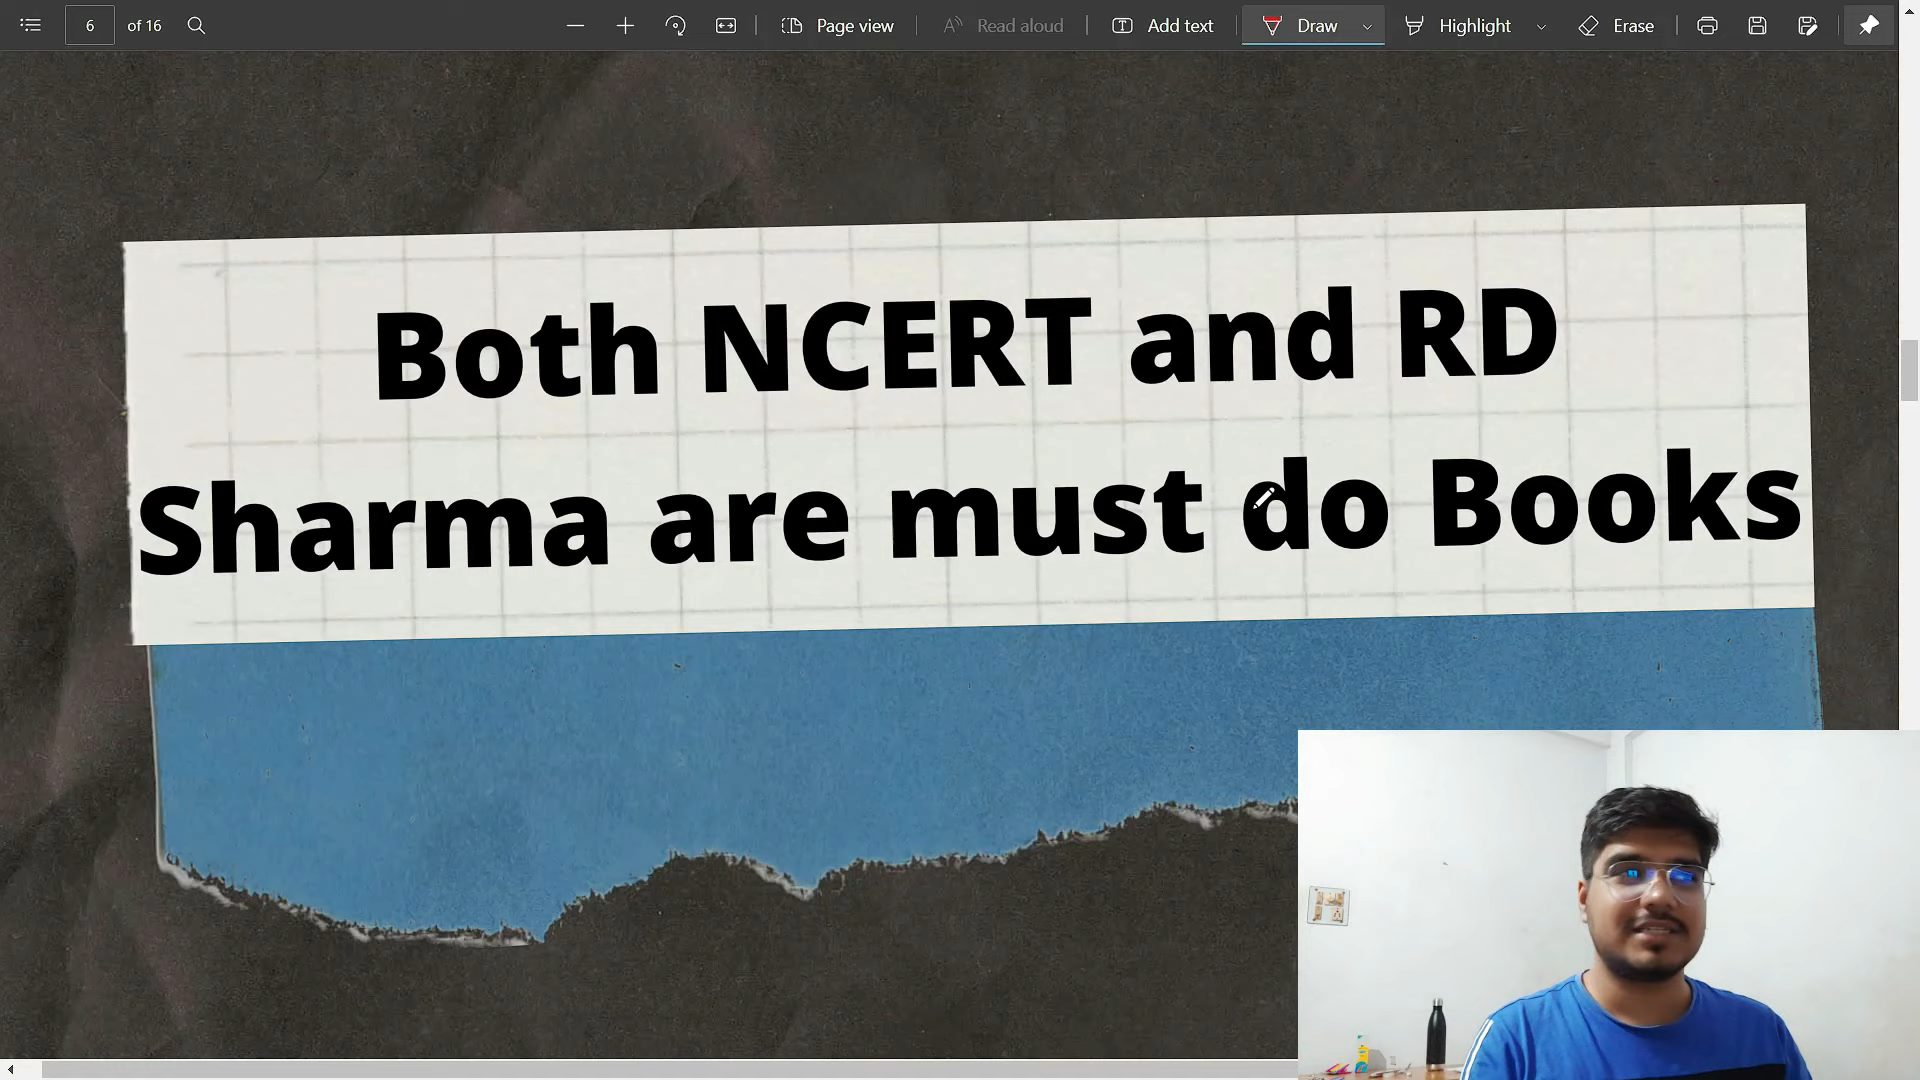 6 of 16 Page view Read aloud Add text Draw Highlight Erase
Both NCERT and RD
Sharma are must do Books